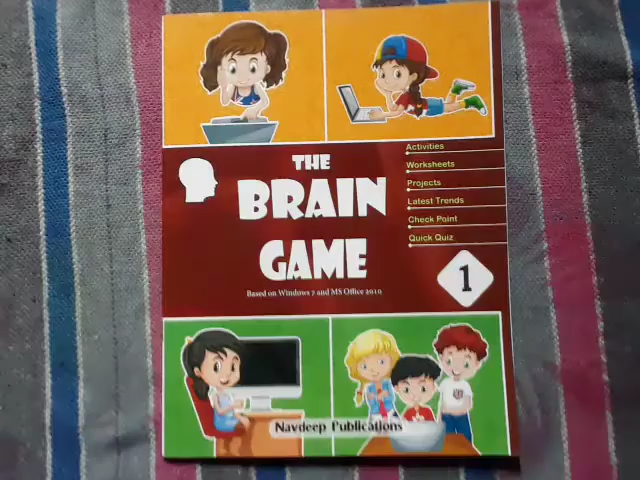 THE
BRAIN
GAME
Based on Windows 7 and MS Office 2010
Activities
Worksheets
Projects
Latest Trends
Check Point
Quick Quiz
1
Navdeep Publications